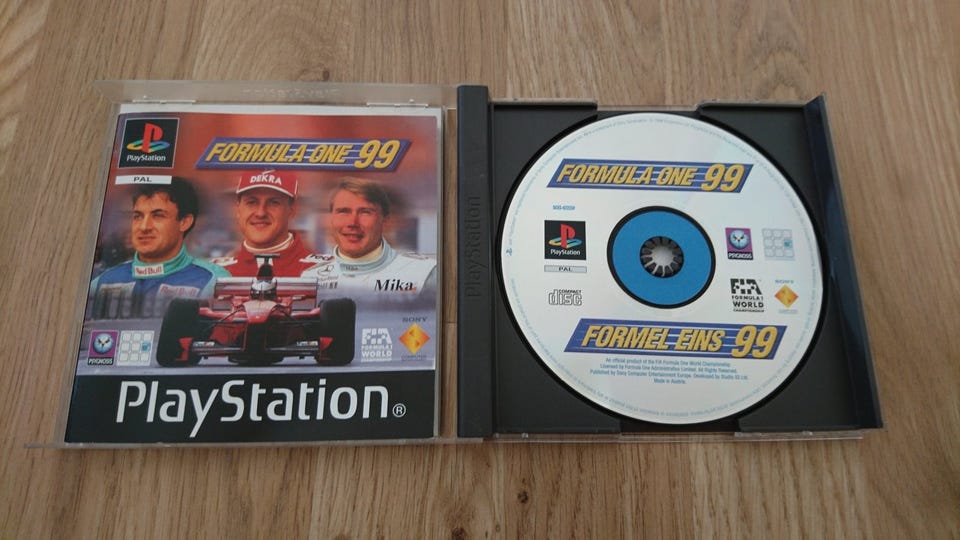 PlayStation
FORMULA ONE 99
PAL
DEKRA
Red Bull
Red Bull
Mika
PSYGNOSIS
FIA
FORMULA 1
WORLD
CHAMPIONSHIP
SONY
COMPUTER
PlayStation®
PlayStation
FORMULA ONE 99
PlayStation
PAL
PSYGNOSIS
COMPACT
disc
FIA
FORMULA 1
WORLD
CHAMPIONSHIP
FORMEL EINS 99
An official product of the FIA Formula One World Championship.
Licensed by Formula One Administration Limited. All Rights Reserved.
Published by Sony Computer Entertainment Europe. Developed by Studio 33 Ltd.
Made in Austria.